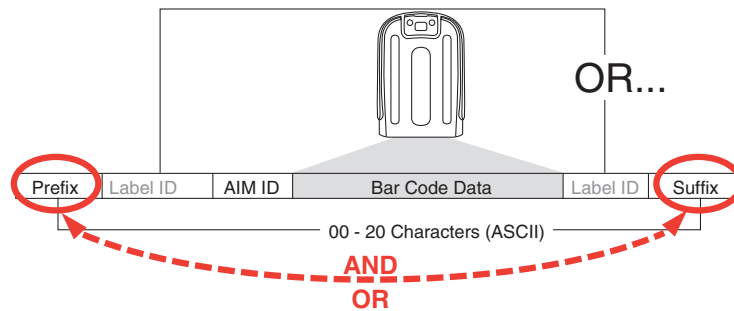 OR...
Prefix Label ID AIM ID Bar Code Data Label ID Suffix
00 - 20 Characters (ASCII)
AND
OR